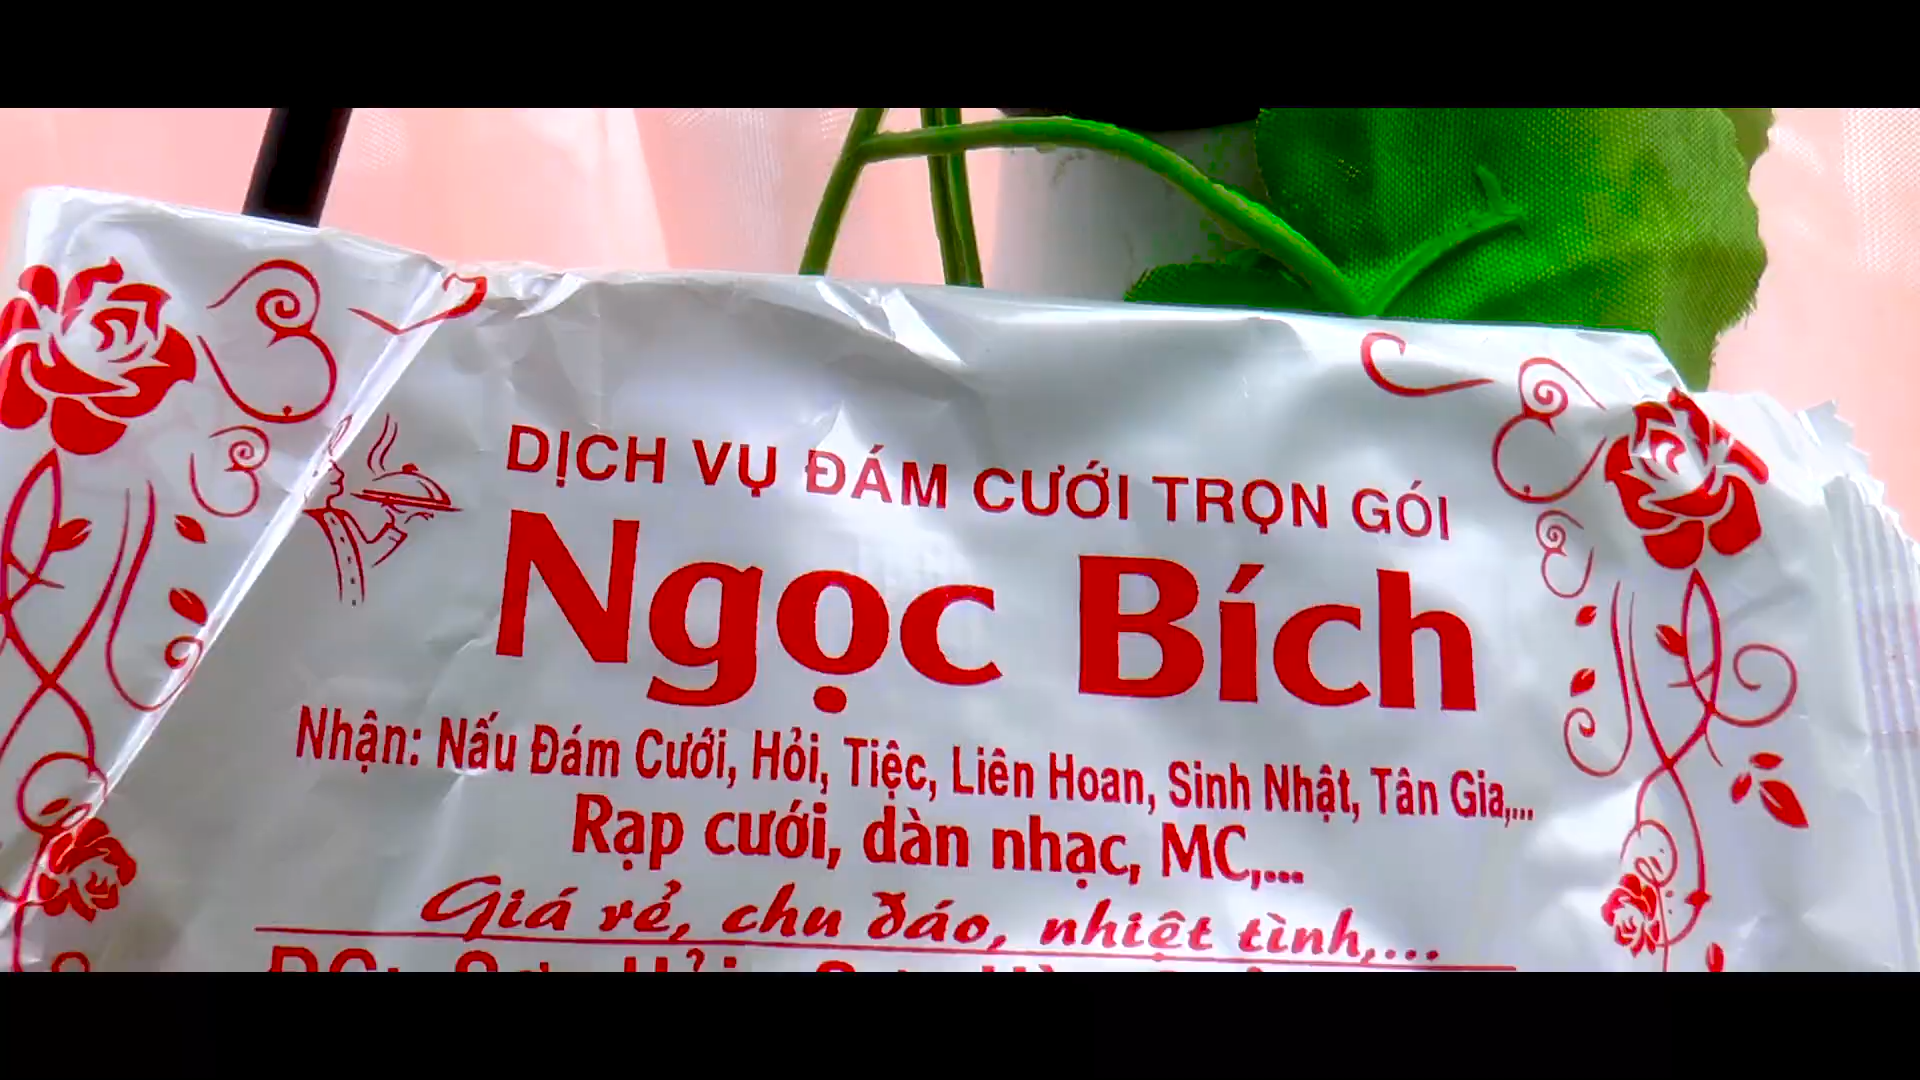 DỊCH VỤ ĐÁM CƯỚI TRỌN GÓI
Ngọc Bích
Nhận: Nấu Đám Cưới, Hỏi, Tiệc, Liên Hoan, Sinh Nhật, Tân Gia,...
Rạp cưới, dàn nhạc, MC,...
Giá rẻ, chu đáo, nhiệt tình,...